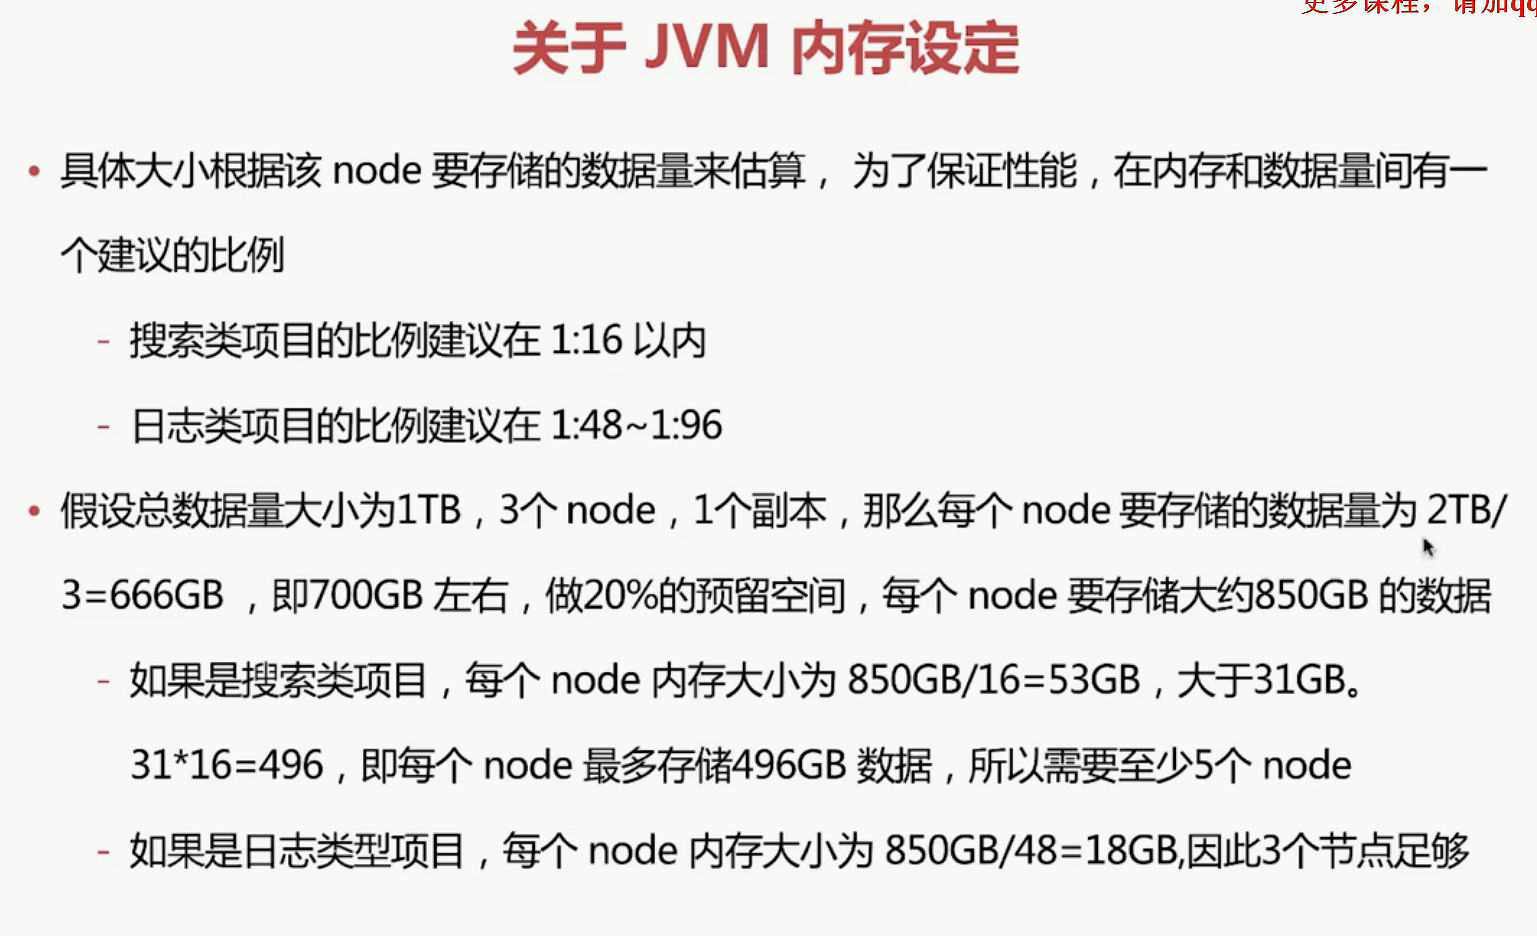 更多课程，请加qq
关于 JVM 内存设定
• 具体大小根据该 node 要存储的数据量来估算， 为了保证性能，在内存和数据量间有一
个建议的比例
- 搜索类项目的比例建议在 1:16 以内
- 日志类项目的比例建议在 1:48~1:96
• 假设总数据量大小为1TB，3个 node，1个副本，那么每个 node 要存储的数据量为 2TB/
3=666GB ，即700GB 左右，做20%的预留空间，每个 node 要存储大约850GB 的数据
- 如果是搜索类项目，每个 node 内存大小为 850GB/16=53GB，大于31GB。
31*16=496，即每个 node 最多存储496GB 数据，所以需要至少5个 node
- 如果是日志类型项目，每个 node 内存大小为 850GB/48=18GB,因此3个节点足够